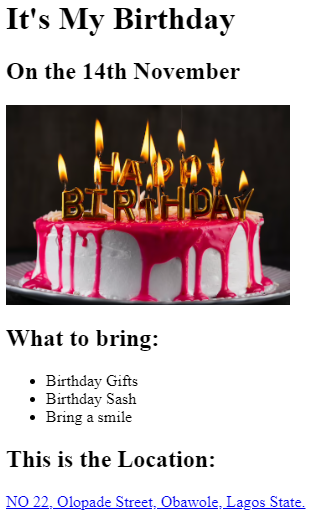 It's My Birthday
On the 14th November
HAPPY
BIRTHDAY
What to bring:
Birthday Gifts
Birthday Sash
Bring a smile
This is the Location:
NO 22, Olopade Street, Obawole, Lagos State.